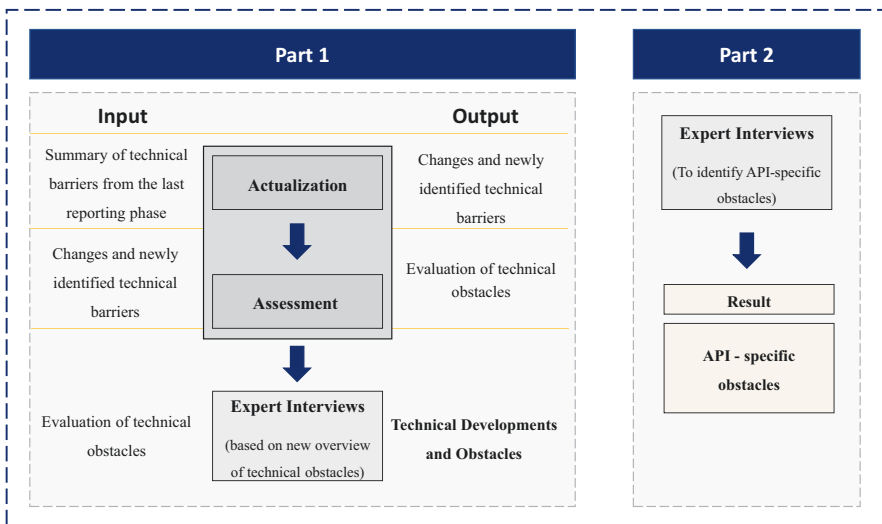 Part 1
Input
Output
Summary of technical
barriers from the last
reporting phase
Actualization
Changes and newly
identified technical
barriers
Changes and newly
identified technical
barriers
Assessment
Evaluation of technical
obstacles
Evaluation of technical
obstacles
Expert Interviews
(based on new overview
of technical obstacles)
Technical Developments
and Obstacles
Part 2
Expert Interviews
(To identify API-specific
obstacles)
Result
API - specific
obstacles